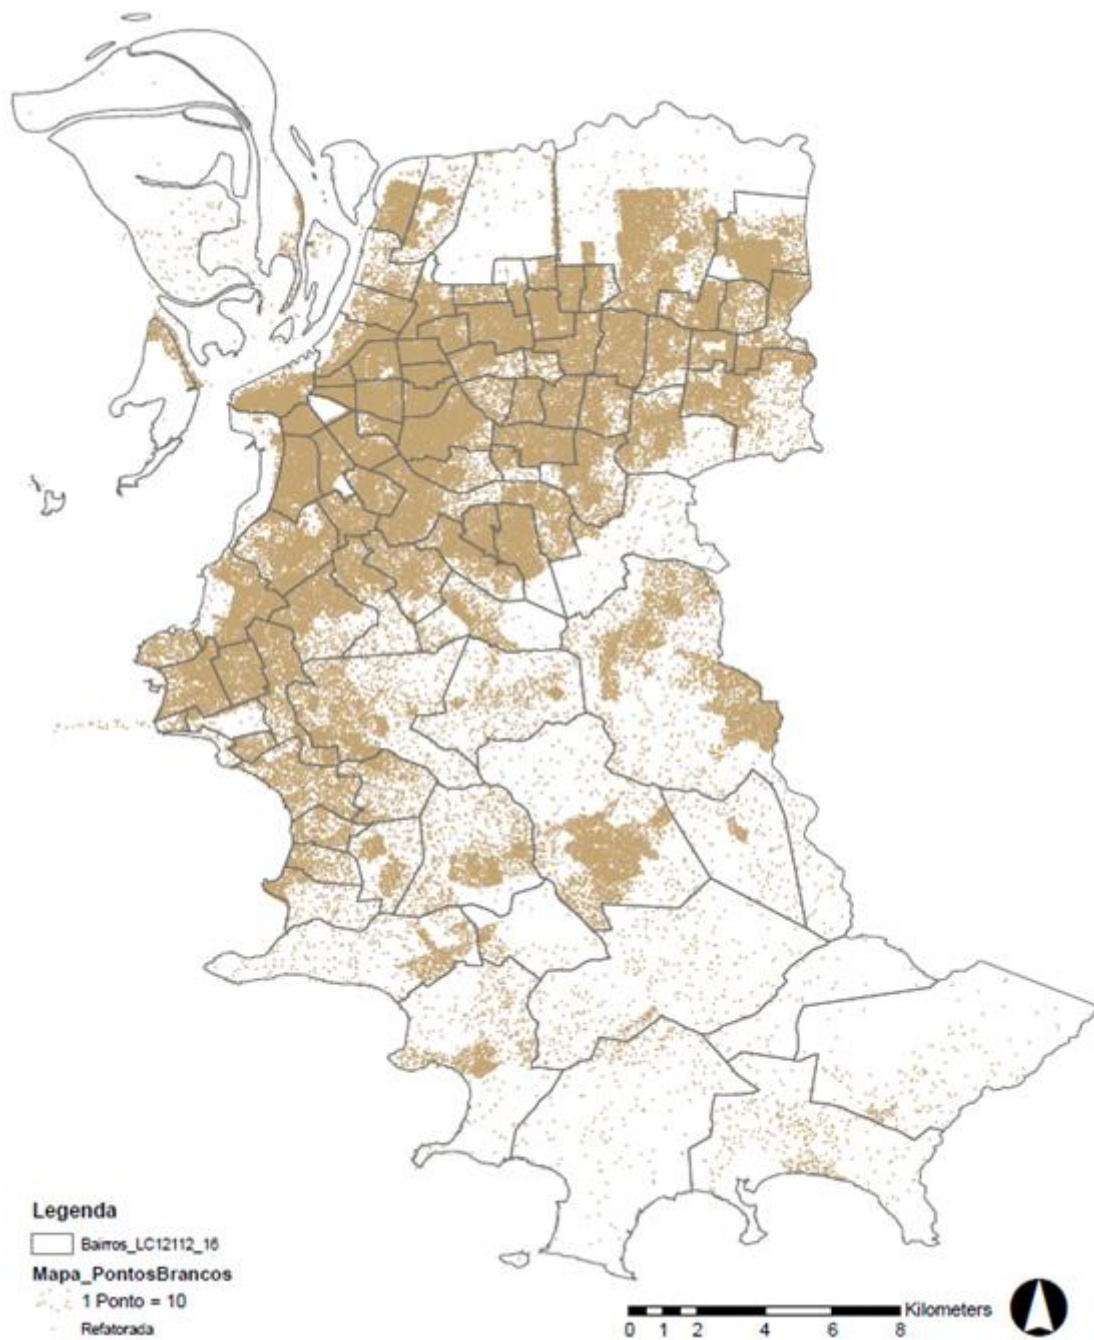 Legenda
Bairros_LC12112_16
Mapa_PontosBrancos
1 Ponto = 10
Refatorada
Kilometers
0 1 2 4 6 8